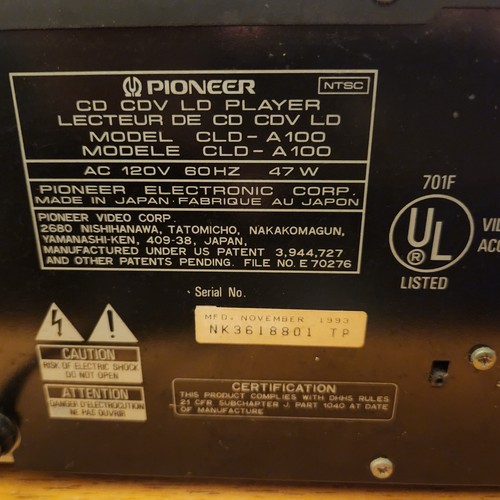 PIONEER
NTSC
CD CDV LD PLAYER
LECTEUR DE CD CDV LD
MODEL CLD-A100
MODELE CLD-A100
AC 120V 60HZ 47W
PIONEER ELECTRONIC CORP.
MADE IN JAPAN·FABRIQUE AU JAPON
PIONEER VIDEO CORP.
2680 NISHIHANAWA, TATOMICHO, NAKAKOMAGUN,
YAMANASHI-KEN, 409-38, JAPAN,
MANUFACTURED UNDER US PATENT 3,944,727
AND OTHER PATENTS PENDING. FILE NO. E70276
701F
UL
®
LISTED
VI
ACC
Serial No.
MFD. NOVEMBER 1993
NK3618801 TP
CAUTION
RISK OF ELECTRIC SHOCK
DO NOT OPEN
ATTENTION
DANGER D'ELECTROCUTION
NE PAS OUVRIR
CERTIFICATION
THIS PRODUCT COMPLIES WITH DHHS RULES
21 CFR SUBCHAPTER J, PART 1040 AT DATE
OF MANUFACTURE